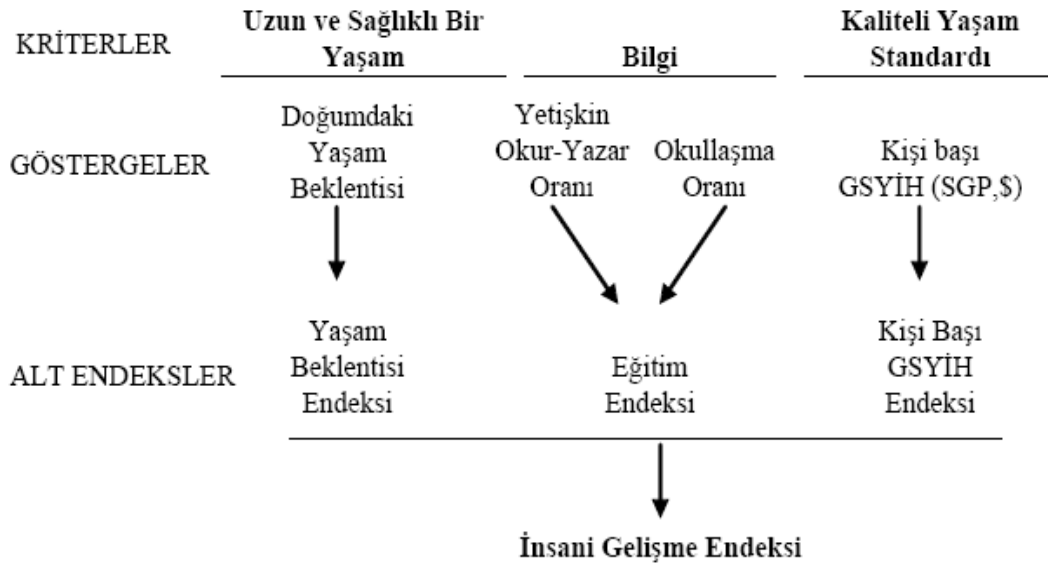 KRİTERLER
Uzun ve Sağlıklı Bir
Yaşam
Bilgi
Kaliteli Yaşam
Standardı
GÖSTERGELER
Doğumdaki
Yaşam
Beklentisi
Yetişkin
Okur-Yazar
Oranı
Okullaşma
Oranı
Kişi başı
GSYİH (SGP,$)
ALT ENDEKSLER
Yaşam
Beklentisi
Endeksi
Eğitim
Endeksi
Kişi Başı
GSYİH
Endeksi
İnsani Gelişme Endeksi